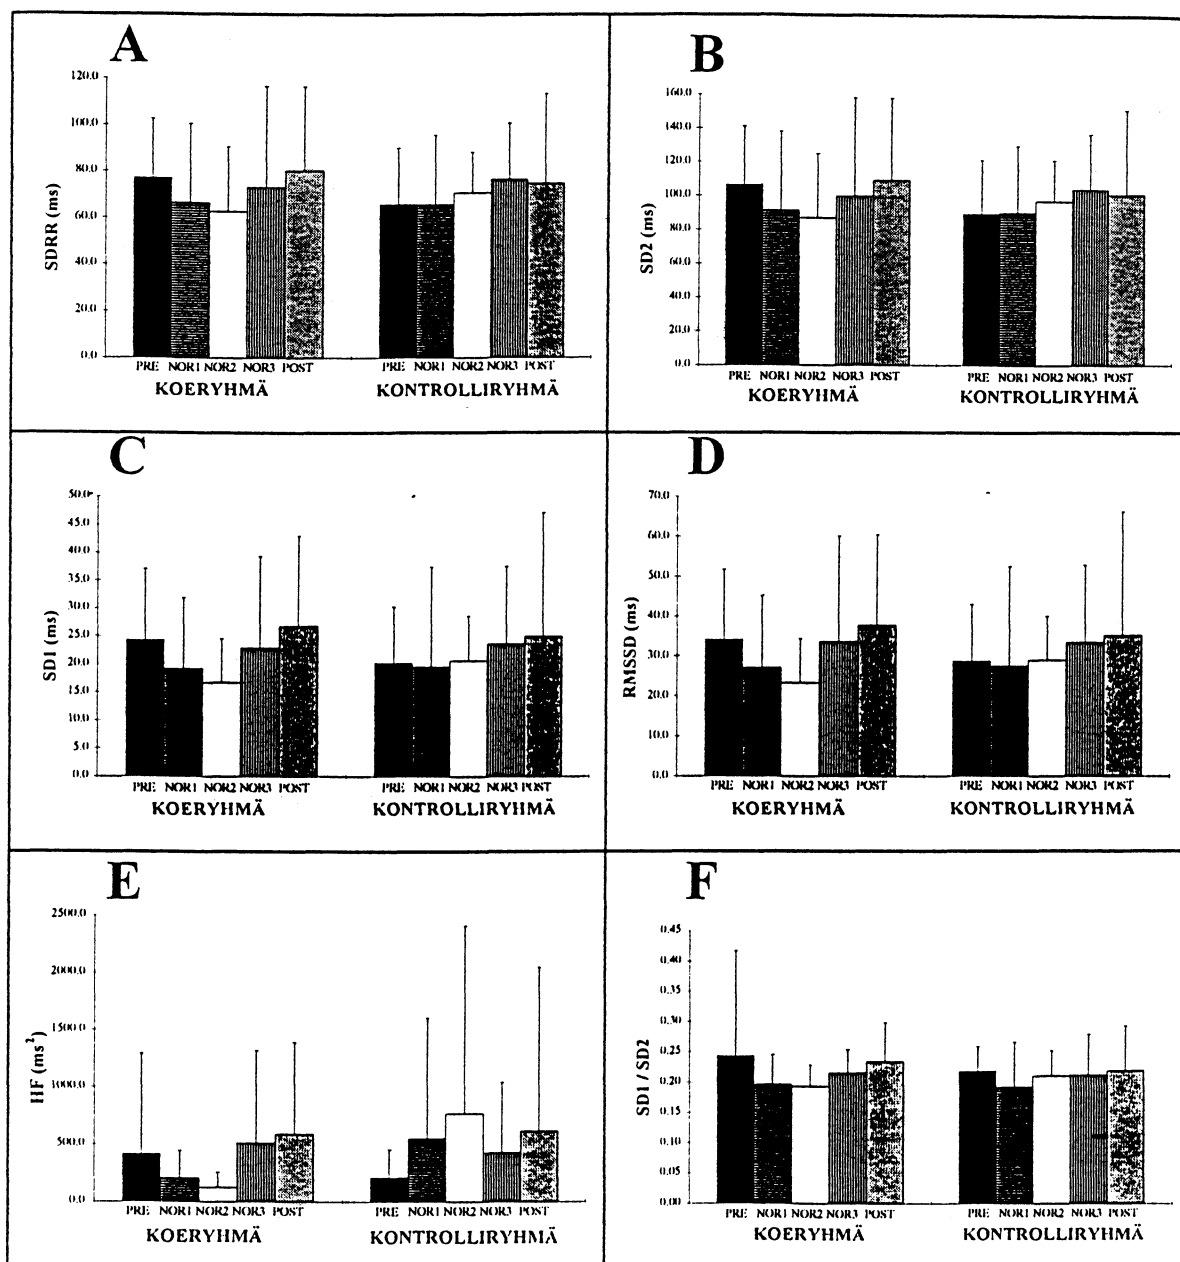 A
120.0
100.0
80.0
60.0
40.0
20.0
0.0
SDRR (ms)
PRE NOR1 NOR2 NOR3 POST PRE NOR1 NOR2 NOR3 POST
KOERYHMÄ KONTROLLIRYHMÄ
B
160.0
140.0
120.0
100.0
80.0
60.0
40.0
20.0
0.0
SD2 (ms)
PRE NOR1 NOR2 NOR3 POST PRE NOR1 NOR2 NOR3 POST
KOERYHMÄ KONTROLLIRYHMÄ
C
50.0
45.0
40.0
35.0
30.0
25.0
20.0
15.0
10.0
5.0
0.0
SD1 (ms)
PRE NOR1 NOR2 NOR3 POST PRE NOR1 NOR2 NOR3 POST
KOERYHMÄ KONTROLLIRYHMÄ
D
70.0
60.0
50.0
40.0
30.0
20.0
10.0
0.0
RMSSD (ms)
PRE NOR1 NOR2 NOR3 POST PRE NOR1 NOR2 NOR3 POST
KOERYHMÄ KONTROLLIRYHMÄ
E
2500.0
2000.0
1500.0
1000.0
500.0
0.0
HF (ms²)
PRE NOR1 NOR2 NOR3 POST PRE NOR1 NOR2 NOR3 POST
KOERYHMÄ KONTROLLIRYHMÄ
F
0.45
0.40
0.35
0.30
0.25
0.20
0.15
0.10
0.05
0.00
SD1 / SD2
PRE NOR1 NOR2 NOR3 POST PRE NOR1 NOR2 NOR3 POST
KOERYHMÄ KONTROLLIRYHMÄ